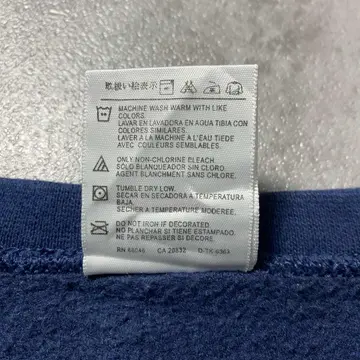 取扱い絵表示
MACHINE WASH WARM WITH LIKE
COLORS.
LAVAR EN LAVADORA EN AGUA TIBIA CON
COLORES SIMILARES.
LAVER A LA MACHINE A L'EAU TIEDE
AVEC COULEURS SEMBLABLES.
ONLY NON-CHLORINE BLEACH.
SOLO BLANQUEADOR SIN CLORO.
AGENT BLANCHIMENT SANS CHLORE.
TUMBLE DRY LOW.
SECAR EN SECADORA A TEMPERATURA
BAJA.
SECHER A TEMPERATURE MODEREE.
DO NOT IRON IF DECORATED.
NO PLANCHAR SI TIENE ESTAMPADO.
NE PAS REPASSER SI DECORE.
RN CA